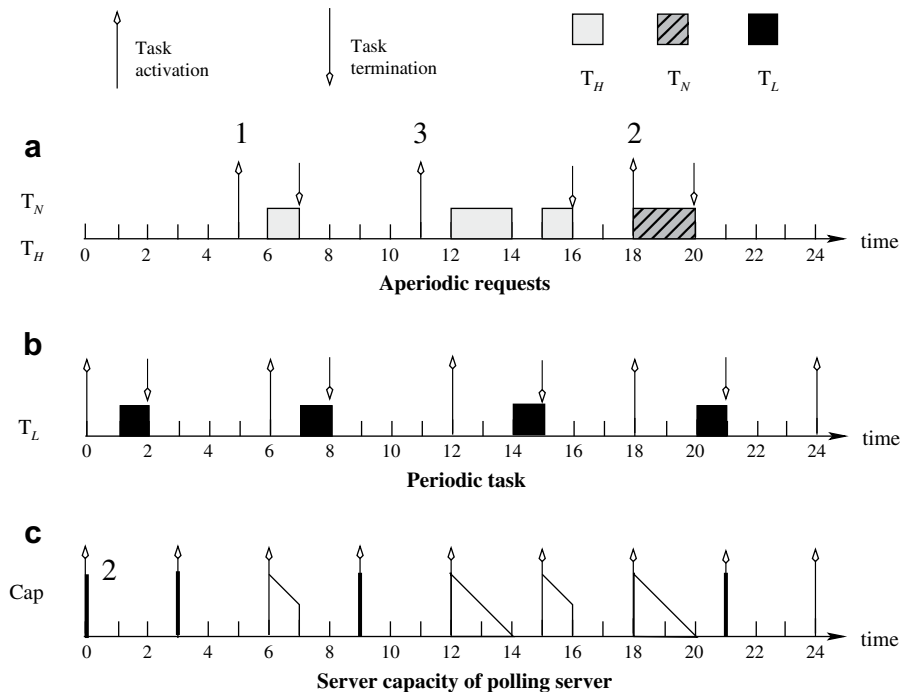 Task
activation
Task
termination
T_H
T_N
T_L
a
1
3
2
T_N
T_H
0 2 4 6 8 10 12 14 16 18 20 22 24
time
Aperiodic requests
b
T_L
0 2 4 6 8 10 12 14 16 18 20 22 24
time
Periodic task
c
2
Cap
0 2 4 6 8 10 12 14 16 18 20 22 24
time
Server capacity of polling server